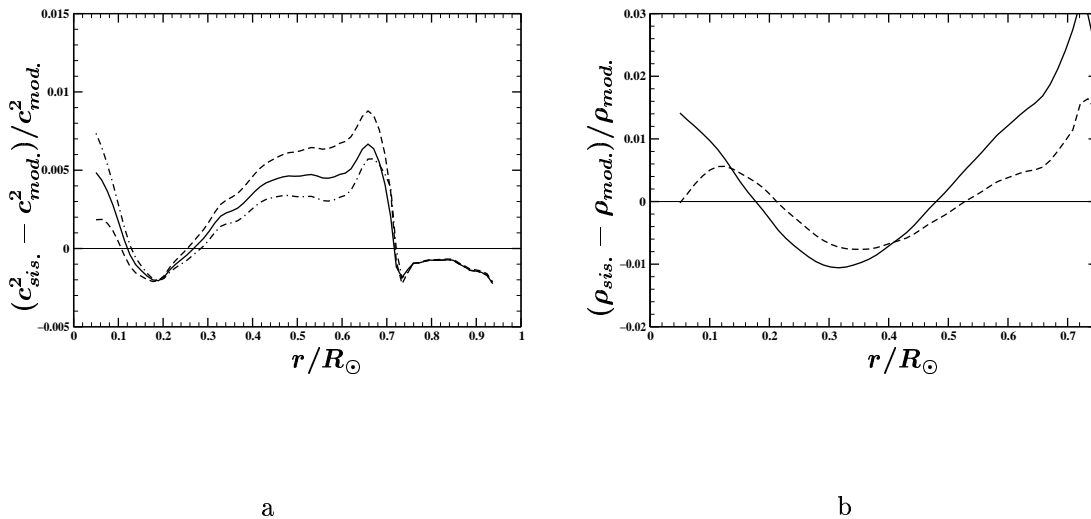 0.015
0.01
0.005
0
−0.005
(c²sis. − c²mod.)/c²mod.
0 0.1 0.2 0.3 0.4 0.5 0.6 0.7 0.8 0.9 1
r/R⊙
a
0.03
0.02
0.01
0
−0.01
−0.02
(ρsis. − ρmod.)/ρmod.
0 0.1 0.2 0.3 0.4 0.5 0.6 0.7
r/R⊙
b